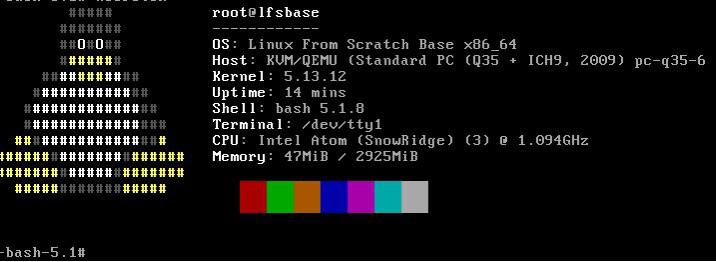 root@lfsbase
------------
OS: Linux From Scratch Base x86_64
Host: KVM/QEMU (Standard PC (Q35 + ICH9, 2009) pc-q35-6
Kernel: 5.13.12
Uptime: 14 mins
Shell: bash 5.1.8
Terminal: /dev/tty1
CPU: Intel Atom (SnowRidge) (3) @ 1.094GHz
Memory: 47MiB / 2925MiB
-bash-5.1#